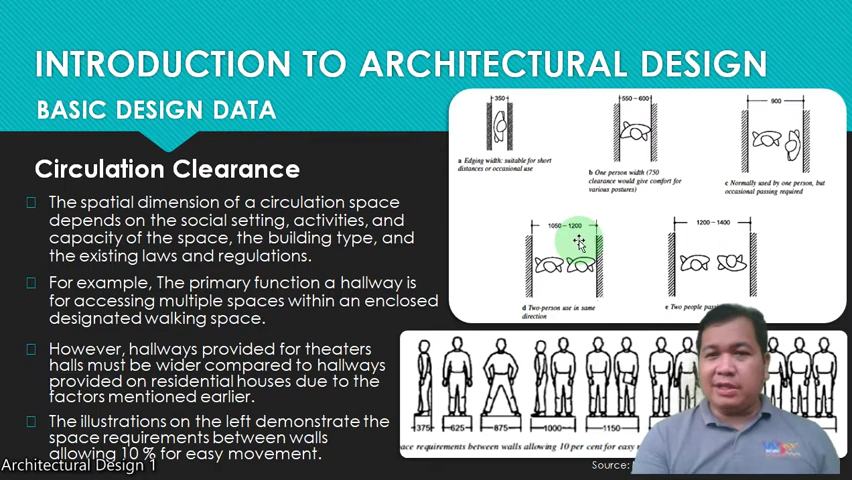 INTRODUCTION TO ARCHITECTURAL DESIGN
BASIC DESIGN DATA
Circulation Clearance
The spatial dimension of a circulation space
depends on the social setting, activities, and
capacity of the space, the building type, and
the existing laws and regulations.
For example, The primary function a hallway is
for accessing multiple spaces within an enclosed
designated walking space.
However, hallways provided for theaters
halls must be wider compared to hallways
provided on residential houses due to the
factors mentioned earlier.
The illustrations on the left demonstrate the
space requirements between walls
allowing 10 % for easy movement.
Architectural Design 1
350
a Edging width: suitable for short
distances or occasional use
550-600
b One person width (750
clearance would give comfort for
various postures)
900
c Normally used by one person, but
occasional passing required
1050-1200
d Two-person use in same
direction
1200-1400
e Two people
375
625
875
1000
1150
requirements between walls allowing 10 per cent for easy
Source: